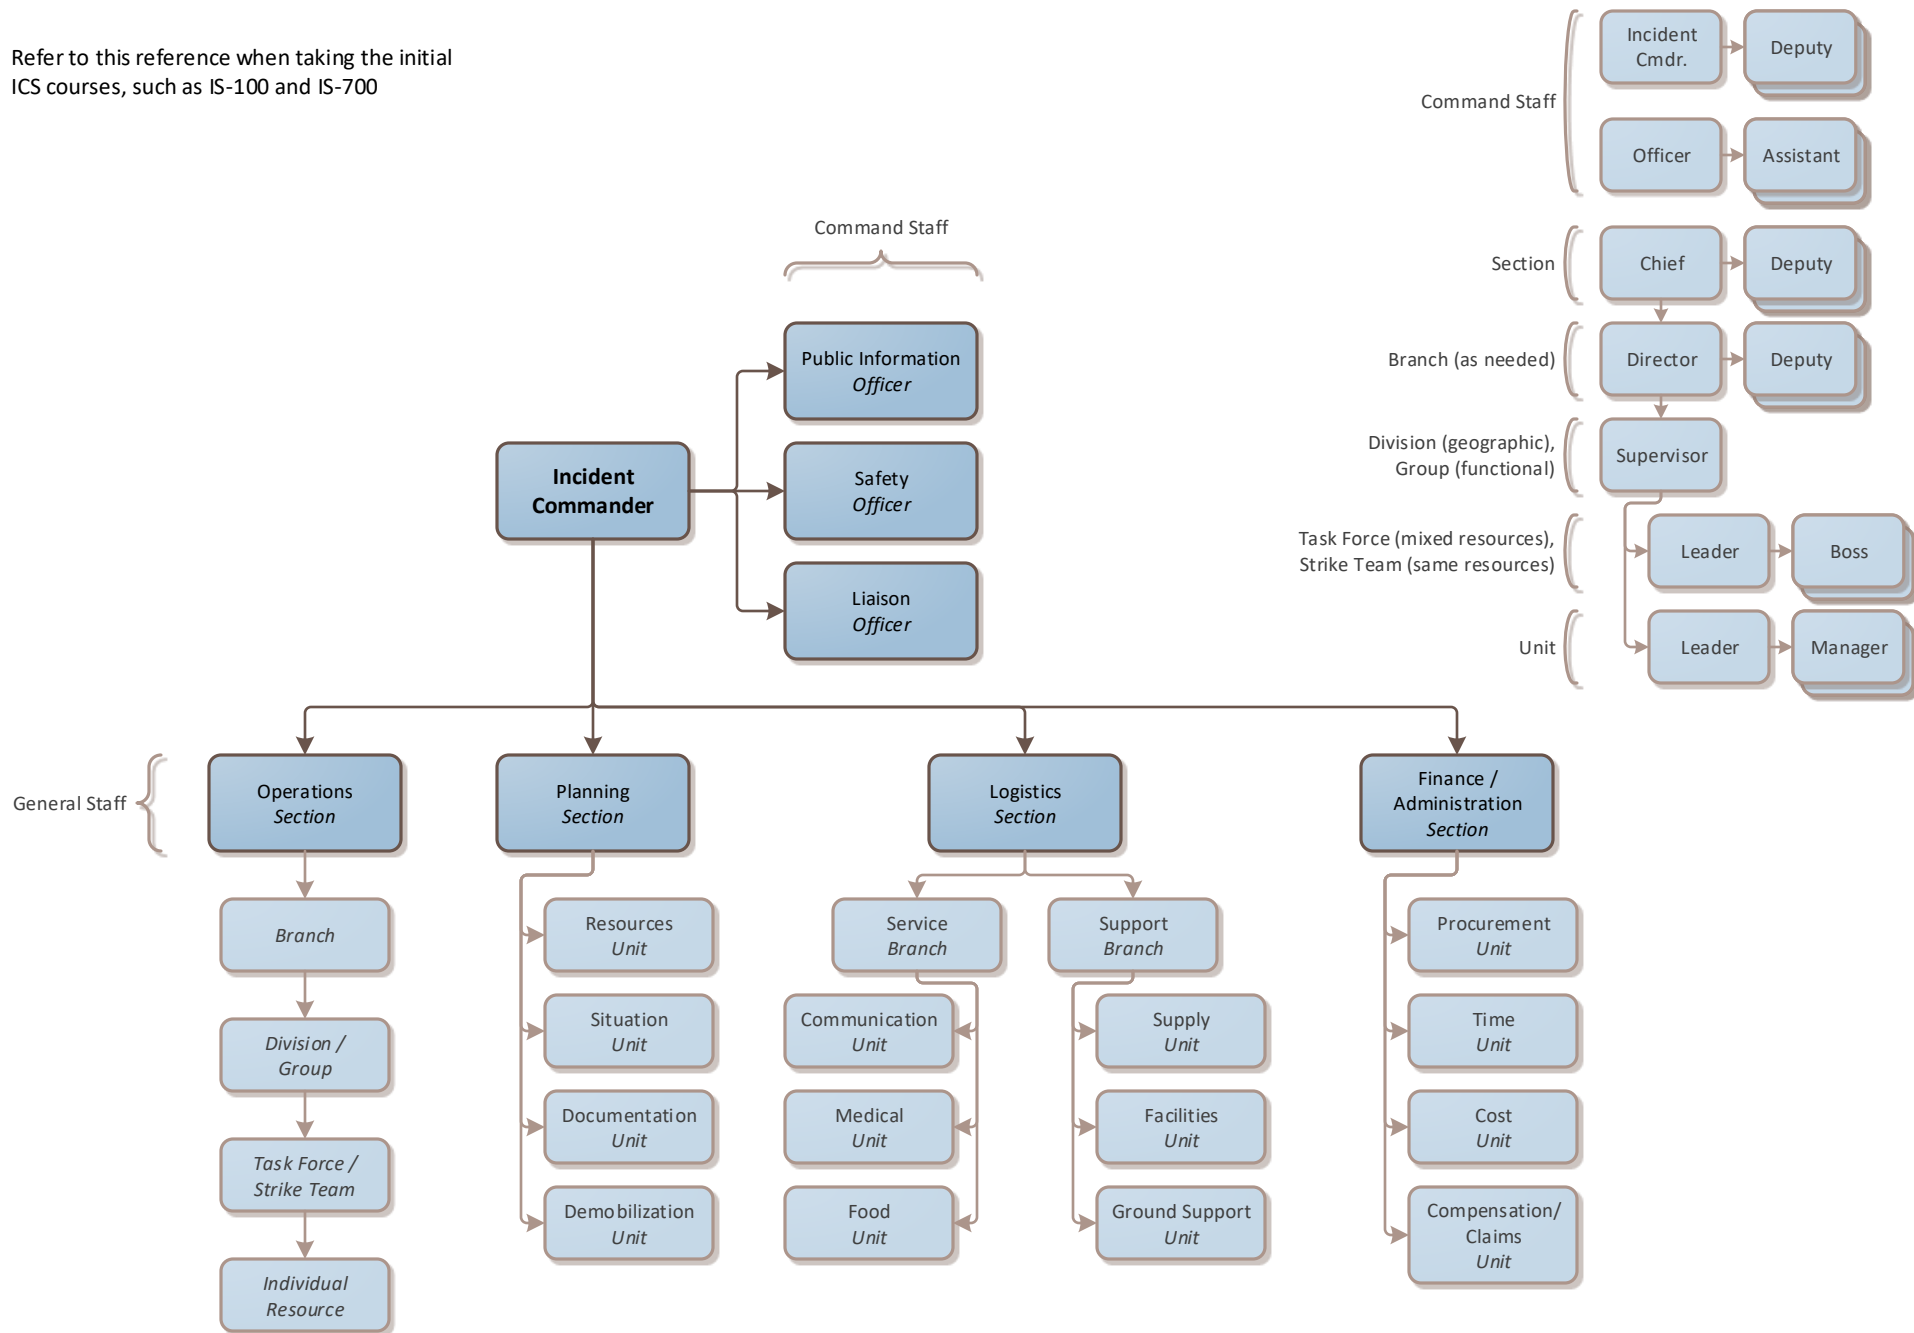 Refer to this reference when taking the initial
ICS courses, such as IS-100 and IS-700
Command Staff
Incident
Cmdr.
Deputy
Officer
Assistant
Section
Chief
Deputy
Branch (as needed)
Director
Deputy
Division (geographic),
Group (functional)
Supervisor
Task Force (mixed resources),
Strike Team (same resources)
Leader
Boss
Unit
Leader
Manager
Command Staff
Public Information
Officer
Incident
Commander
Safety
Officer
Liaison
Officer
General Staff
Operations
Section
Planning
Section
Logistics
Section
Finance /
Administration
Section
Branch
Division /
Group
Task Force /
Strike Team
Individual
Resource
Resources
Unit
Situation
Unit
Documentation
Unit
Demobilization
Unit
Service
Branch
Communication
Unit
Medical
Unit
Food
Unit
Support
Branch
Supply
Unit
Facilities
Unit
Ground Support
Unit
Procurement
Unit
Time
Unit
Cost
Unit
Compensation/
Claims
Unit